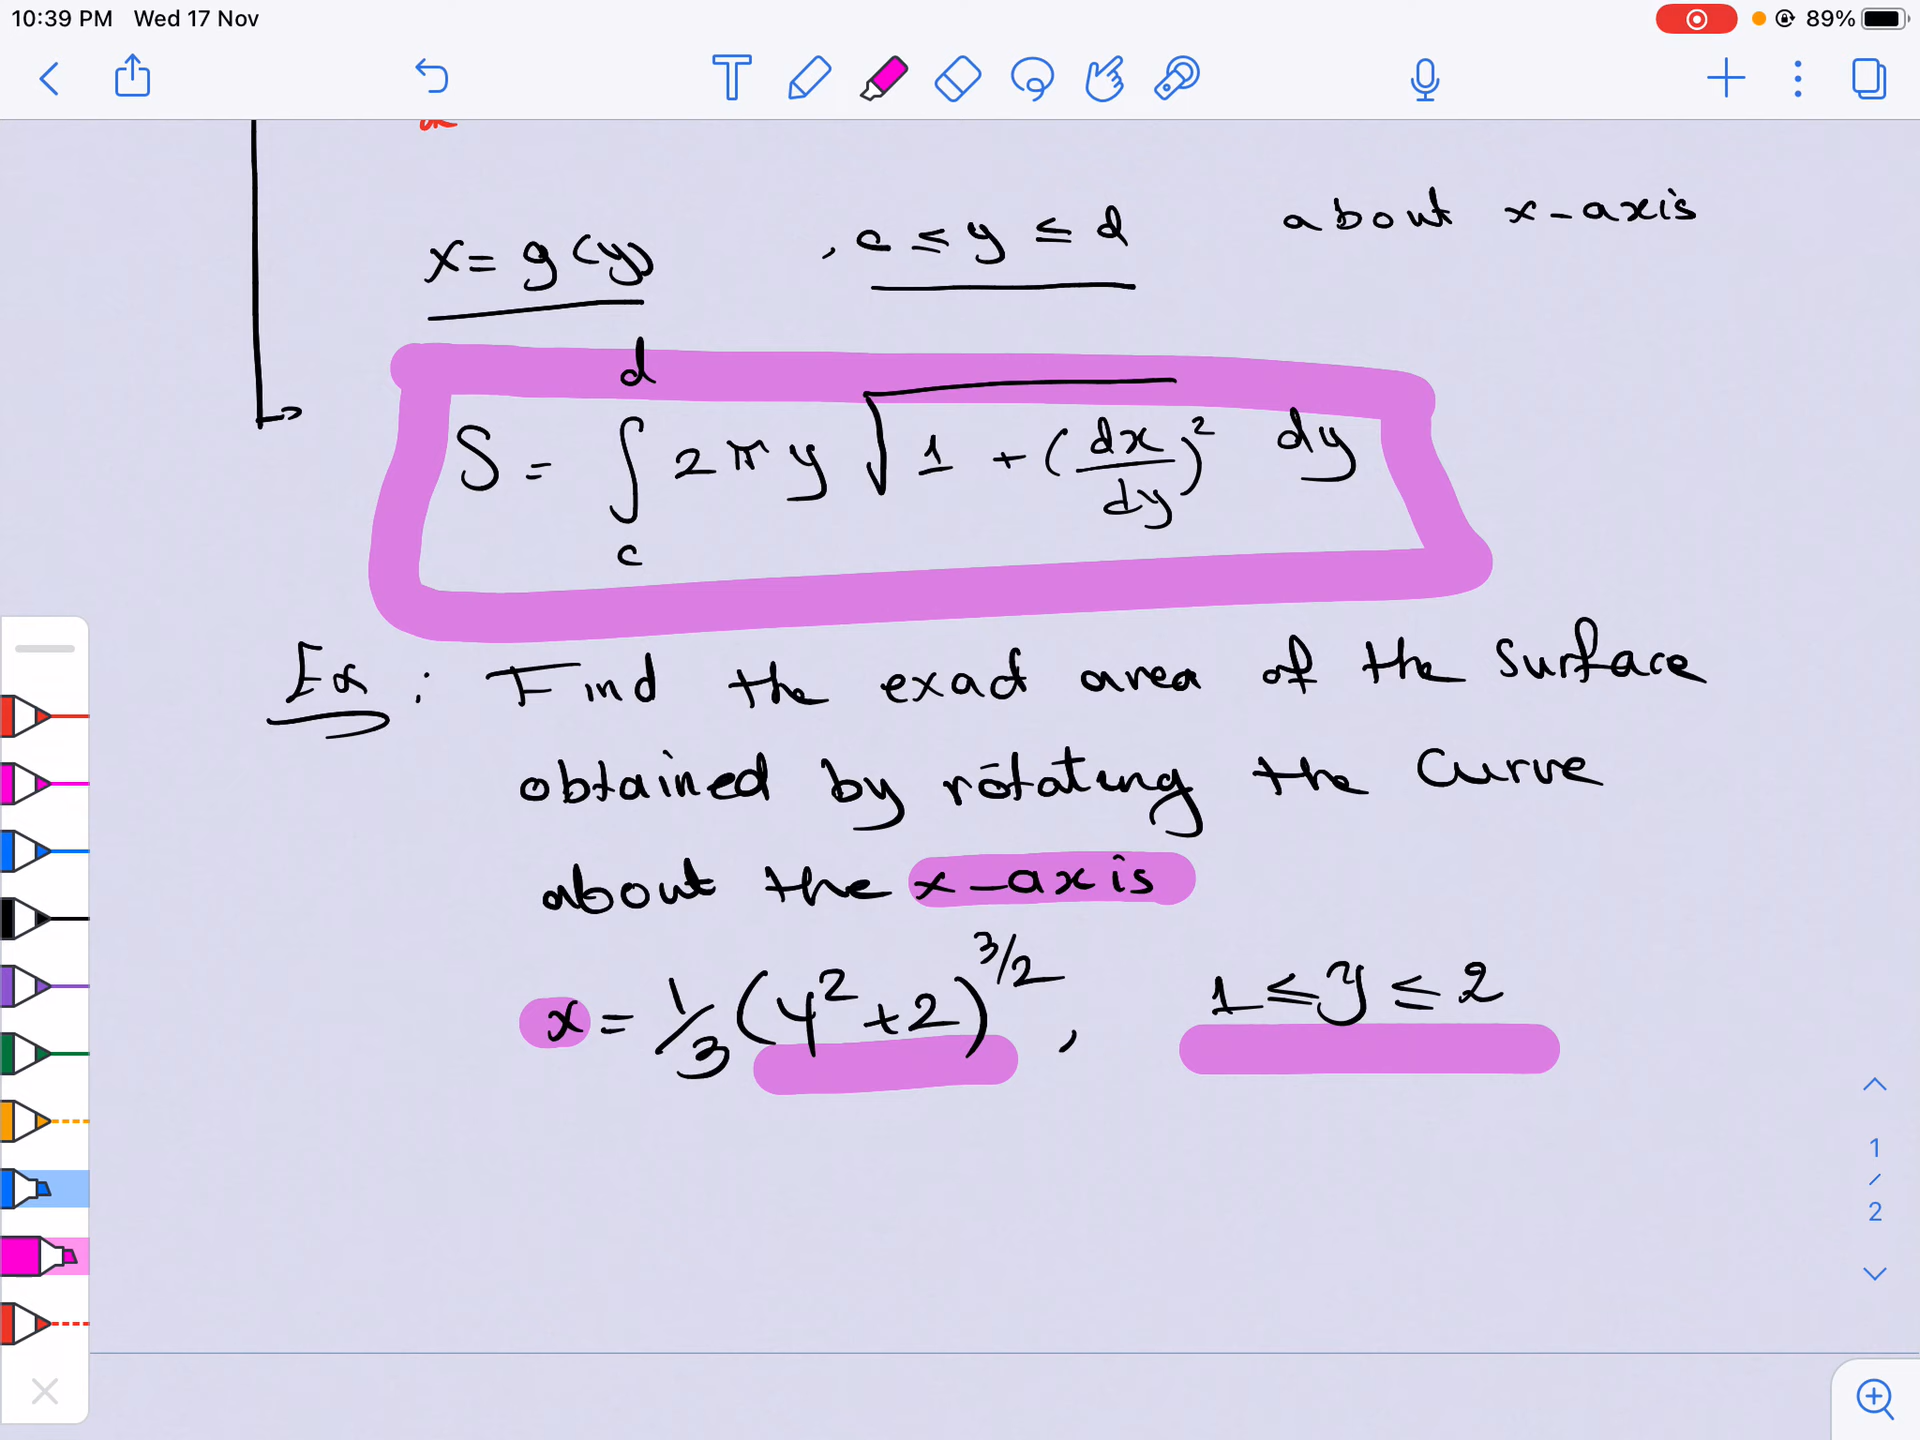 10:39 PM Wed 17 Nov 89%
T
x = g(y) , c ≤ y ≤ d about x-axis
S = ∫_c^d 2πy √(1 + (dx/dy)²) dy
Ex : Find the exact area of the surface
obtained by rotating the curve
about the x-axis
x = 1/3 (y²+2)^3/2 , 1 ≤ y ≤ 2
1
/
2